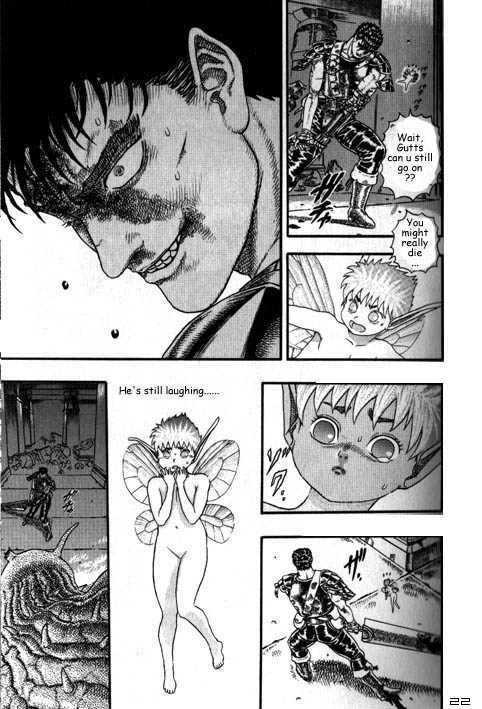 Wait,
Gutts
can u still
go on
??
You
might
really
die
...
He's still laughing......
22